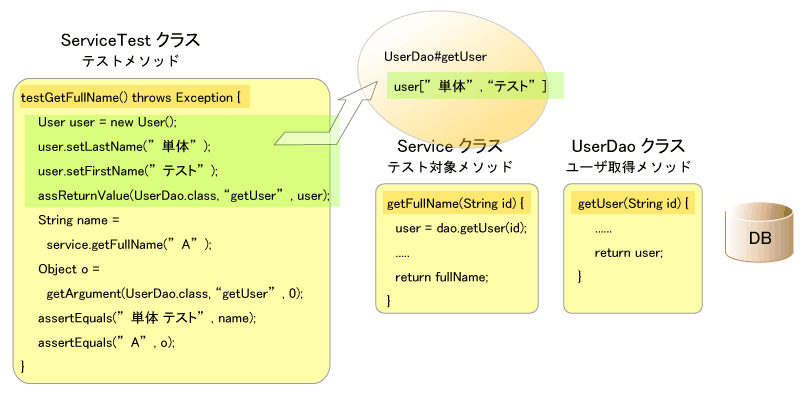 ServiceTest クラス
テストメソッド
testGetFullName() throws Exception {
User user = new User();
user.setLastName(”単体”);
user.setFirstName(”テスト”);
assReturnValue(UserDao.class, “getUser”, user);
String name =
service.getFullName(”A”);
Object o =
getArgument(UserDao.class, “getUser”, 0);
assertEquals(”単体 テスト”, name);
assertEquals(”A”, o);
}
UserDao#getUser
user[”単体”, “テスト”]
Service クラス
テスト対象メソッド
getFullName(String id) {
user = dao.getUser(id);
.....
return fullName;
}
UserDao クラス
ユーザ取得メソッド
getUser(String id) {
......
return user;
}
DB